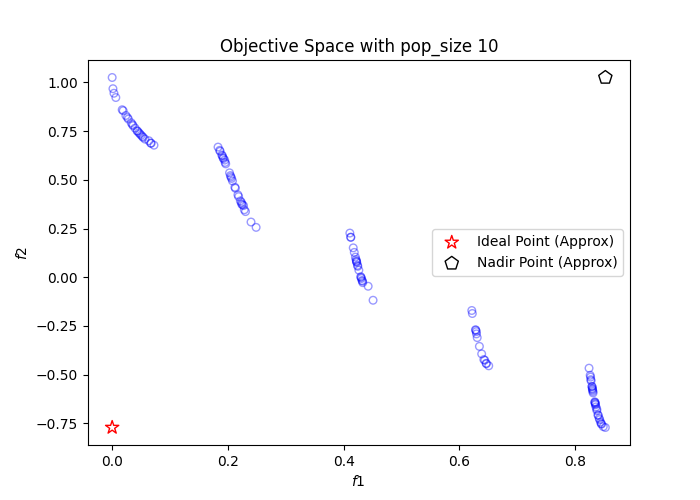 Objective Space with pop_size 10
1.00
0.75
0.50
0.25
0.00
−0.25
−0.50
−0.75
f2
Ideal Point (Approx)
Nadir Point (Approx)
0.0 0.2 0.4 0.6 0.8
f1